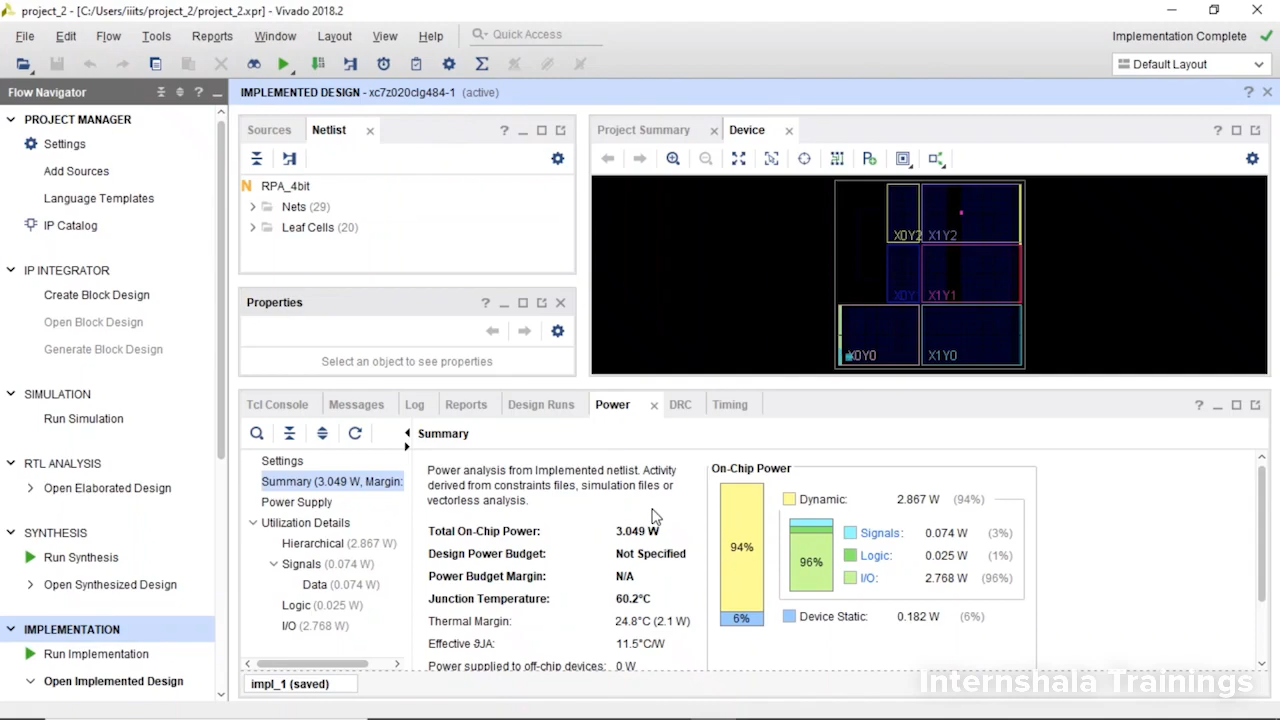 project_2 - [C:/Users/iiits/project_2/project_2.xpr] - Vivado 2018.2
File Edit Flow Tools Reports Window Layout View Help Quick Access
Implementation Complete
Default Layout
Flow Navigator
IMPLEMENTED DESIGN - xc7z020clg484-1 (active)
PROJECT MANAGER
Settings
Add Sources
Language Templates
IP Catalog
IP INTEGRATOR
Create Block Design
Open Block Design
Generate Block Design
SIMULATION
Run Simulation
RTL ANALYSIS
Open Elaborated Design
SYNTHESIS
Run Synthesis
Open Synthesized Design
IMPLEMENTATION
Run Implementation
Open Implemented Design
Sources Netlist
RPA_4bit
Nets (29)
Leaf Cells (20)
Properties
Select an object to see properties
Project Summary Device
X0Y2 X1Y2
X0Y1 X1Y1
X0Y0 X1Y0
Tcl Console Messages Log Reports Design Runs Power DRC Timing
Summary
Settings
Summary (3.049 W, Margin:
Power Supply
Utilization Details
Hierarchical (2.867 W)
Signals (0.074 W)
Data (0.074 W)
Logic (0.025 W)
I/O (2.768 W)
Power analysis from Implemented netlist. Activity
derived from constraints files, simulation files or
vectorless analysis.
Total On-Chip Power: 3.049 W
Design Power Budget: Not Specified
Power Budget Margin: N/A
Junction Temperature: 60.2°C
Thermal Margin: 24.8°C (2.1 W)
Effective ϑJA: 11.5°C/W
Power supplied to off-chip devices: 0 W
On-Chip Power
94%
6%
96%
Dynamic: 2.867 W (94%)
Signals: 0.074 W (3%)
Logic: 0.025 W (1%)
I/O: 2.768 W (96%)
Device Static: 0.182 W (6%)
impl_1 (saved)
Internshala Trainings